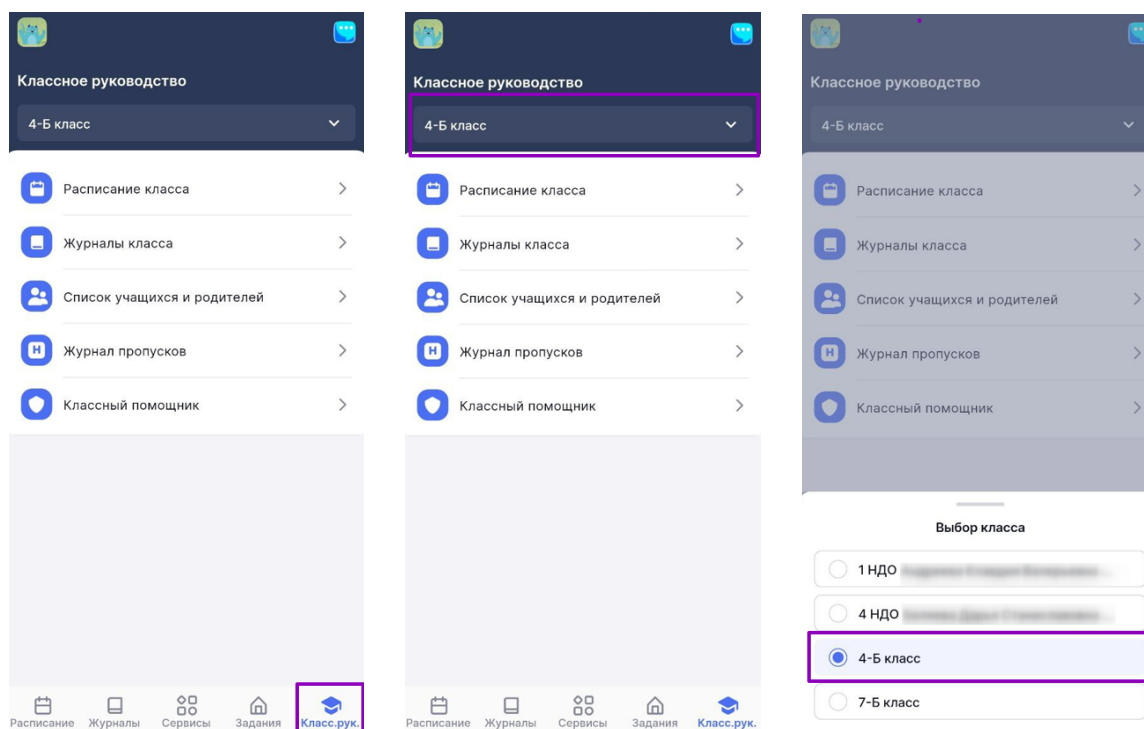 Классное руководство
4-Б класс
Расписание класса
Журналы класса
Список учащихся и родителей
Н
Журнал пропусков
Классный помощник
Расписание
Журналы
Сервисы
Задания
Класс.рук.
Классное руководство
4-Б класс
Расписание класса
Журналы класса
Список учащихся и родителей
Н
Журнал пропусков
Классный помощник
Расписание
Журналы
Сервисы
Задания
Класс.рук.
Классное руководство
4-Б класс
Расписание класса
Журналы класса
Список учащихся и родителей
Н
Журнал пропусков
Классный помощник
Выбор класса
1 НДО
4 НДО
4-Б класс
7-Б класс